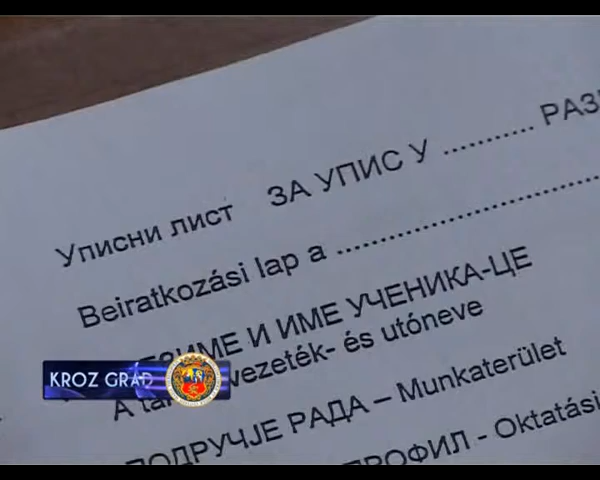 Уписни лист ЗА УПИС У ............ РАЗ
Beiratkozási lap a ..............................
ИМЕ И ИМЕ УЧЕНИКА-ЦЕ
A vezeték- és utóneve
ПОДРУЧЈЕ РАДА – Munkaterület
ПРОФИЛ - Oktatási
KROZ GRAD